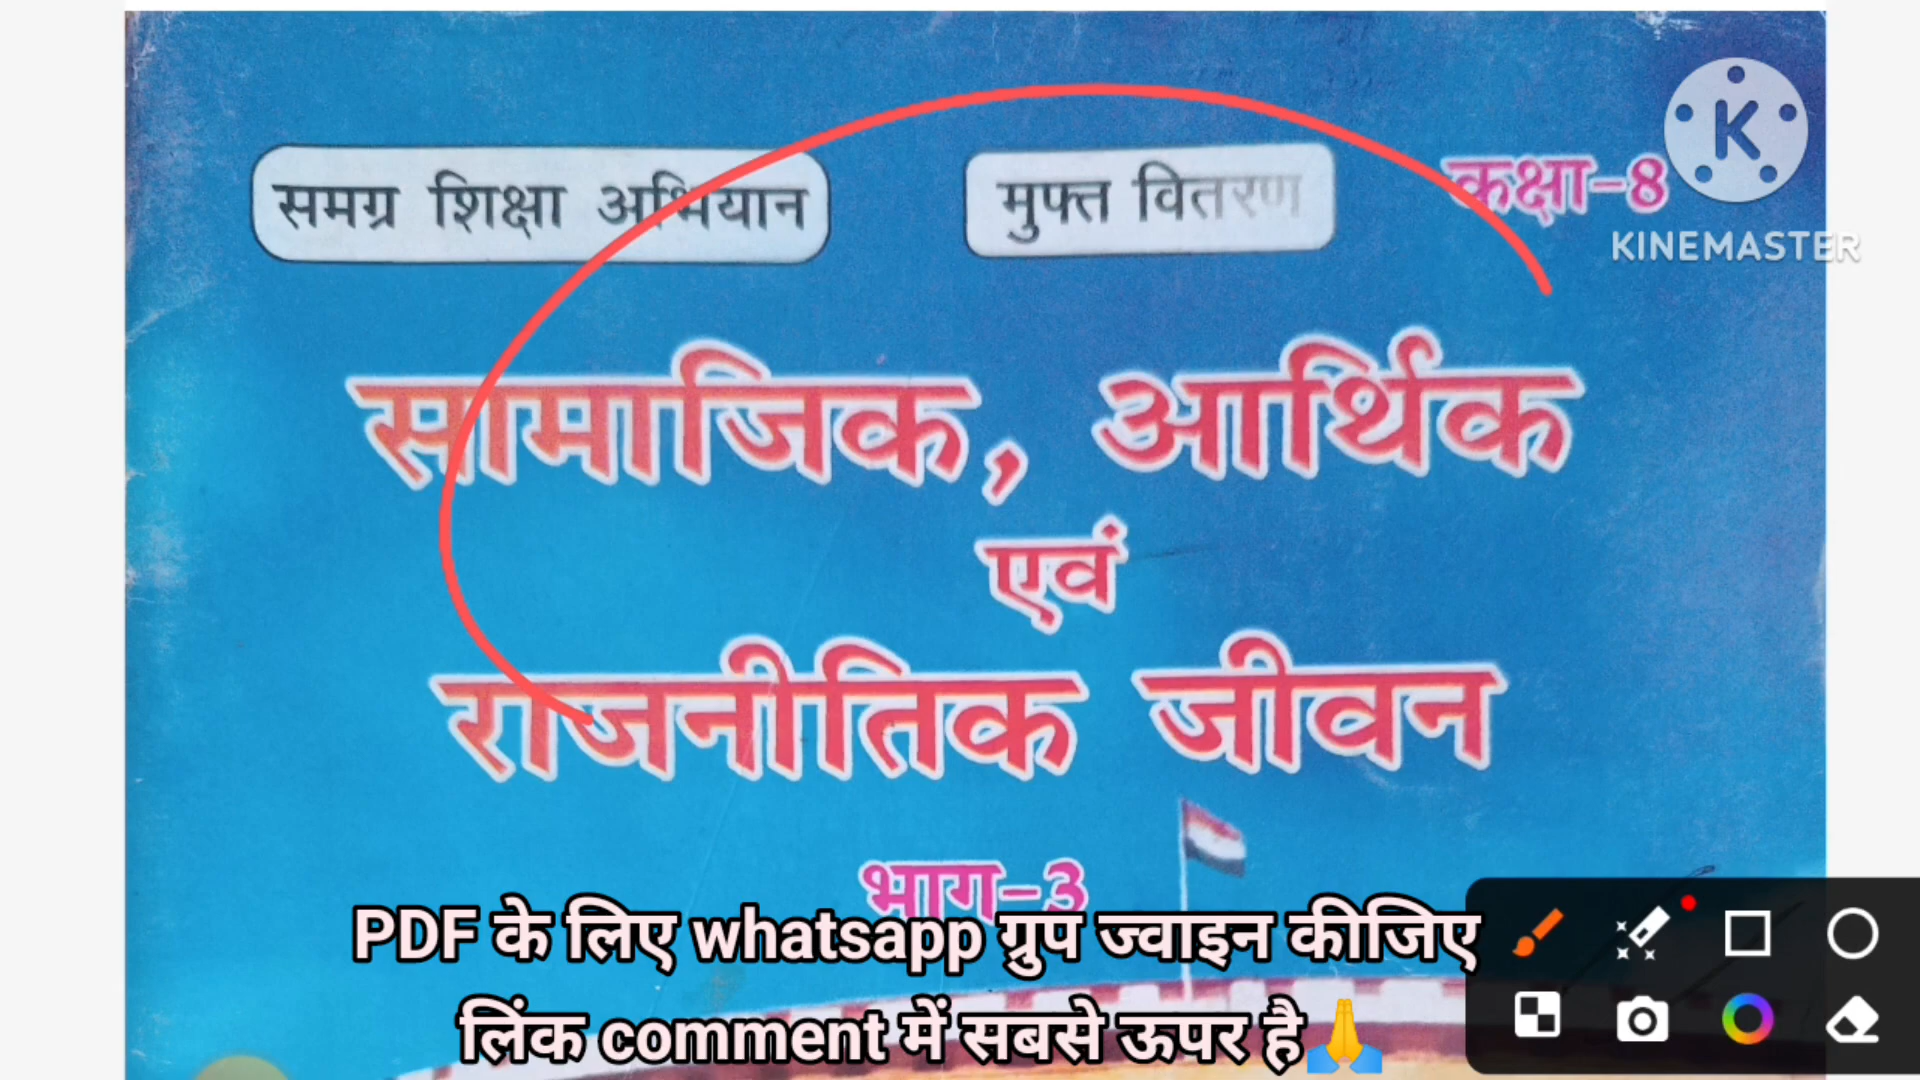 समग्र शिक्षा अभियान
मुफ्त वितरण
कक्षा-8
K
KINEMASTER
सामाजिक, आर्थिक
एवं
राजनीतिक जीवन
भाग-3
PDF के लिए whatsapp ग्रुप ज्वाइन कीजिए
लिंक comment में सबसे ऊपर है🙏